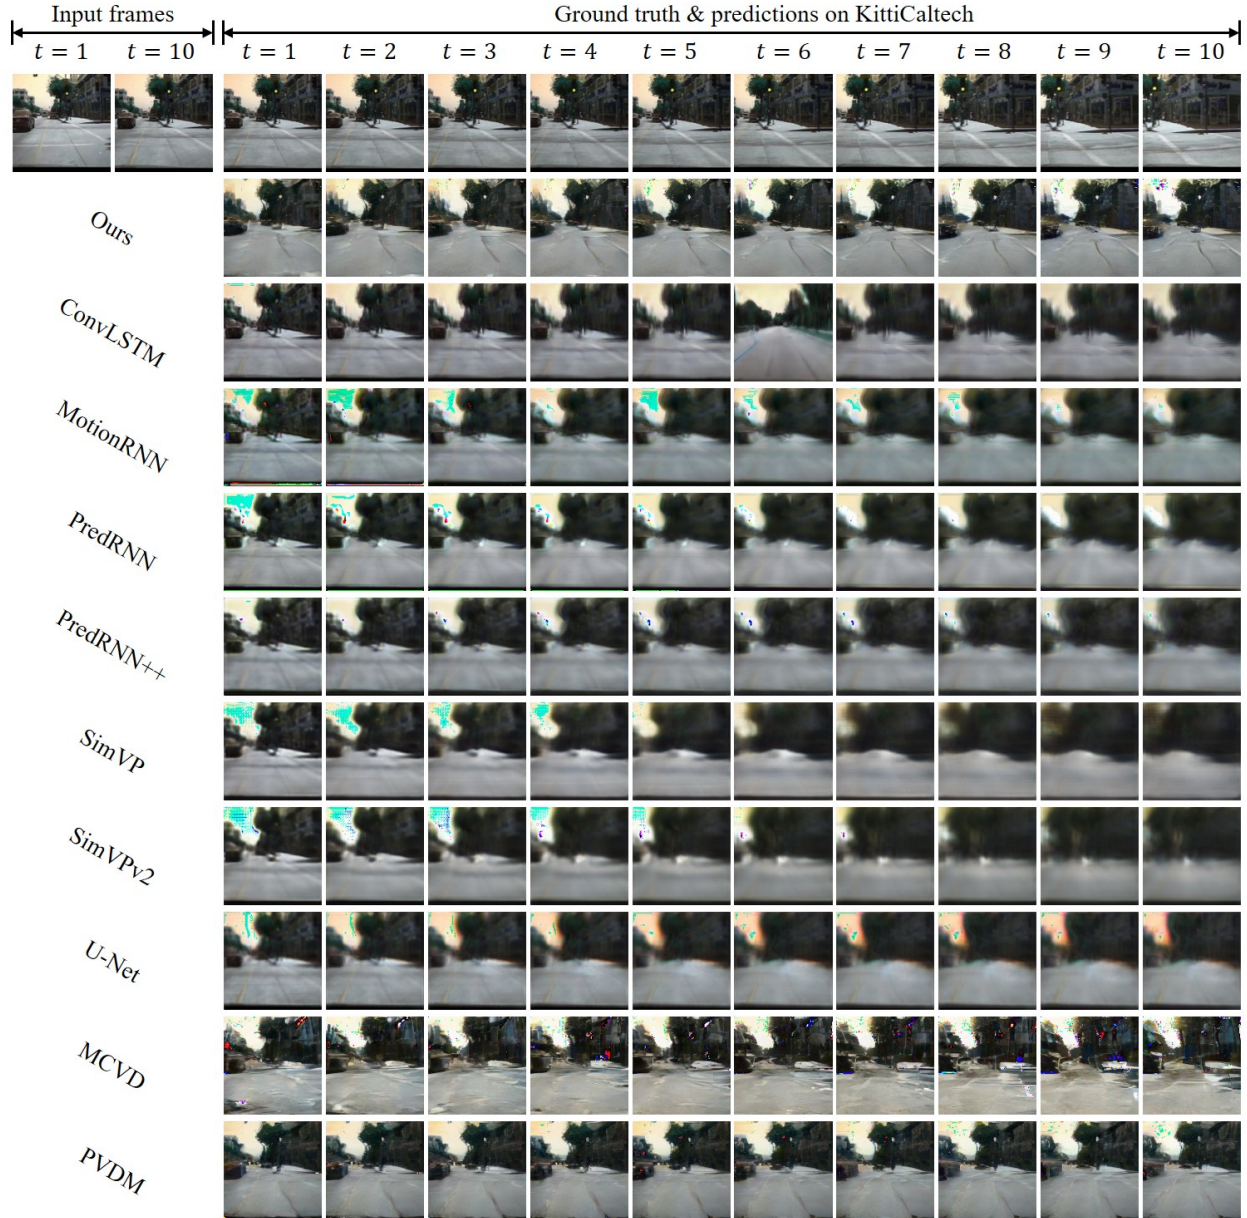 Input frames
Ground truth & predictions on KittiCaltech
t = 1
t = 10
t = 1
t = 2
t = 3
t = 4
t = 5
t = 6
t = 7
t = 8
t = 9
t = 10
Ours
ConvLSTM
MotionRNN
PredRNN
PredRNN++
SimVP
SimVPv2
U-Net
MCVD
PVDM